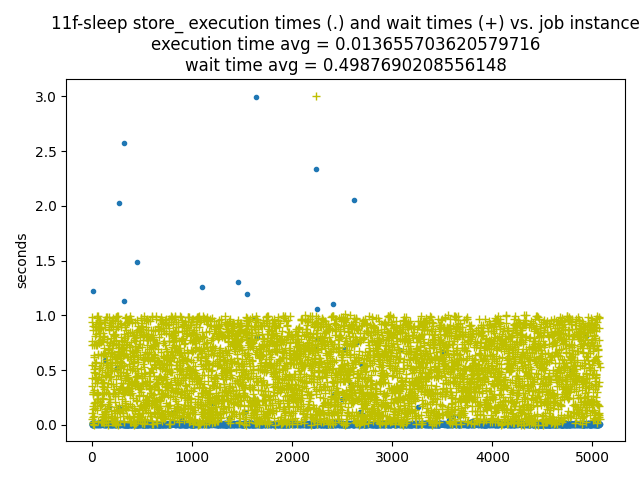 11f-sleep store_ execution times (.) and wait times (+) vs. job instance
execution time avg = 0.013655703620579716
wait time avg = 0.4987690208556148
3.0
2.5
2.0
1.5
1.0
0.5
0.0
seconds
0 1000 2000 3000 4000 5000